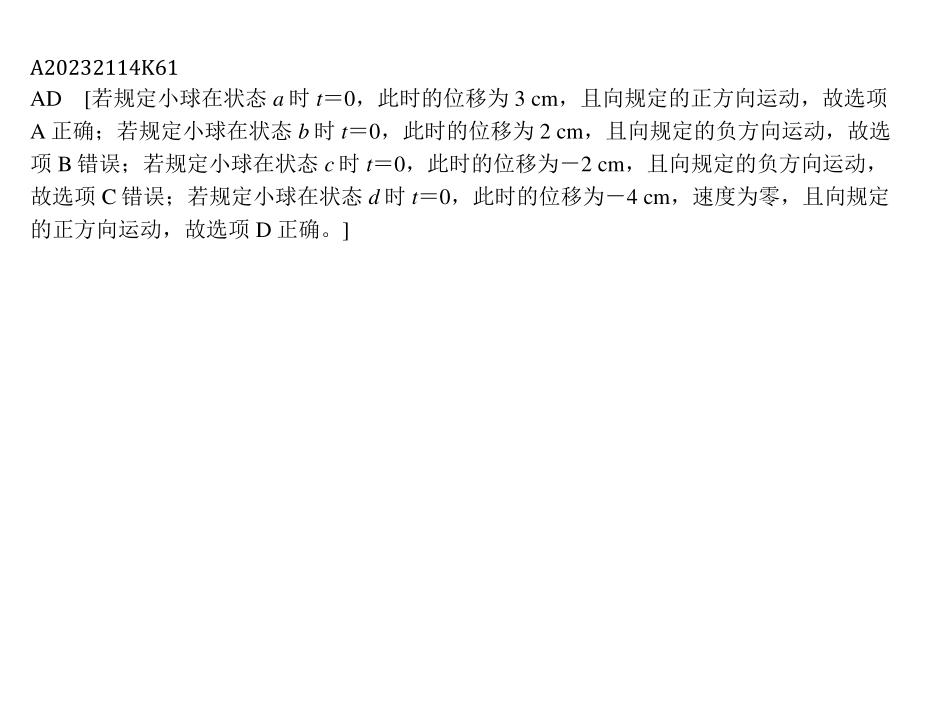 A20232114K61
AD [若规定小球在状态 a 时 t＝0，此时的位移为 3 cm，且向规定的正方向运动，故选项
A 正确；若规定小球在状态 b 时 t＝0，此时的位移为 2 cm，且向规定的负方向运动，故选
项 B 错误；若规定小球在状态 c 时 t＝0，此时的位移为－2 cm，且向规定的负方向运动，
故选项 C 错误；若规定小球在状态 d 时 t＝0，此时的位移为－4 cm，速度为零，且向规定
的正方向运动，故选项 D 正确。]